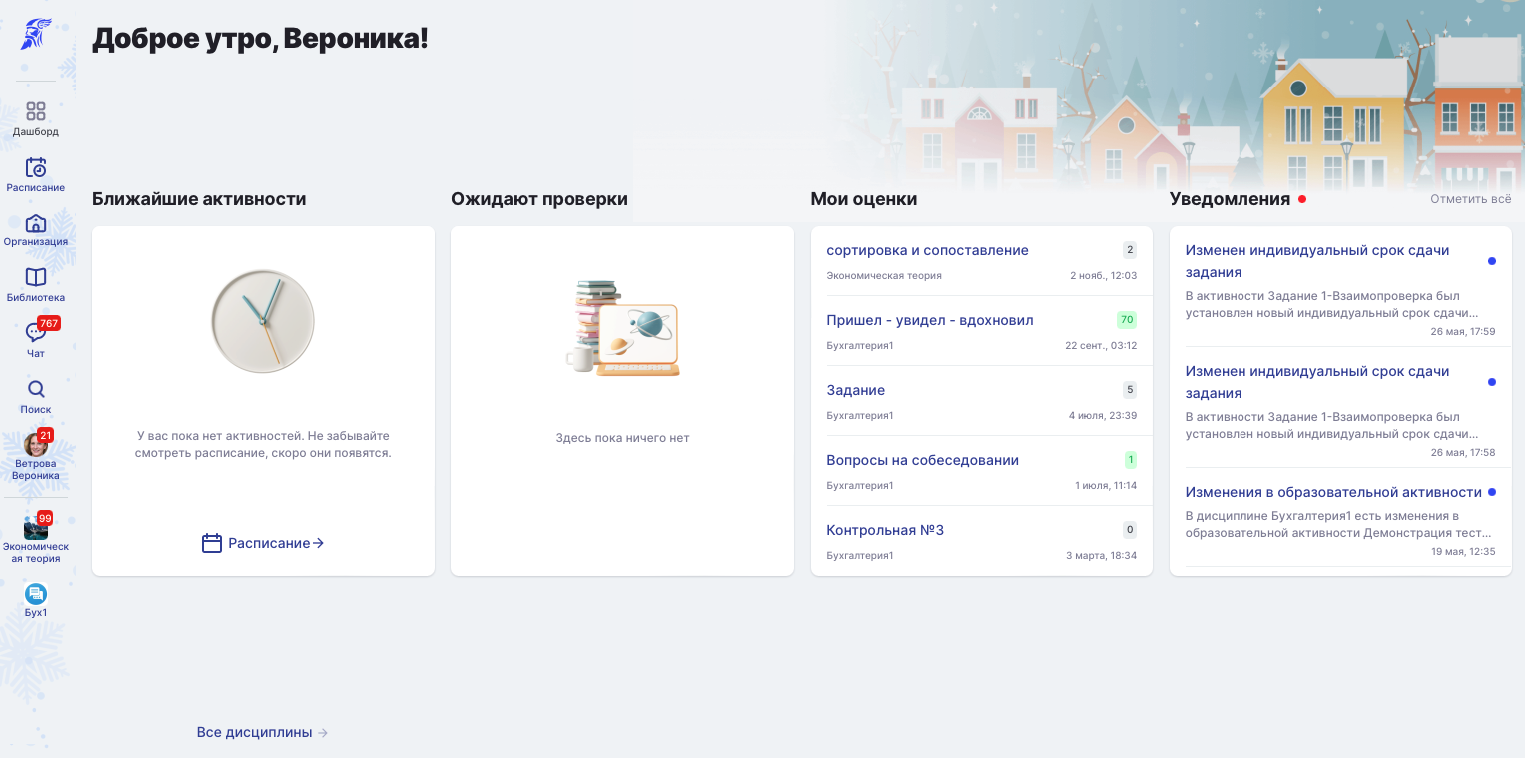 Доброе утро, Вероника!
Дашборд
Расписание
Организация
Библиотека
767
Чат
Поиск
21
Ветрова
Вероника
99
Экономическ
ая теория
Бух1
Ближайшие активности
У вас пока нет активностей. Не забывайте
смотреть расписание, скоро они появятся.
Расписание
Ожидают проверки
Здесь пока ничего нет
Мои оценки
сортировка и сопоставление 2
Экономическая теория 2 нояб., 12:03
Пришел - увидел - вдохновил 70
Бухгалтерия1 22 сент., 03:12
Задание 5
Бухгалтерия1 4 июля, 23:39
Вопросы на собеседовании 1
Бухгалтерия1 1 июля, 11:14
Контрольная №3 0
Бухгалтерия1 3 марта, 18:34
Уведомления Отметить всё
Изменен индивидуальный срок сдачи
задания
В активности Задание 1-Взаимопроверка был
установлен новый индивидуальный срок сдачи...
26 мая, 17:59
Изменен индивидуальный срок сдачи
задания
В активности Задание 1-Взаимопроверка был
установлен новый индивидуальный срок сдачи...
26 мая, 17:58
Изменения в образовательной активности
В дисциплине Бухгалтерия1 есть изменения в
образовательной активности Демонстрация тест...
19 мая, 12:35
Все дисциплины